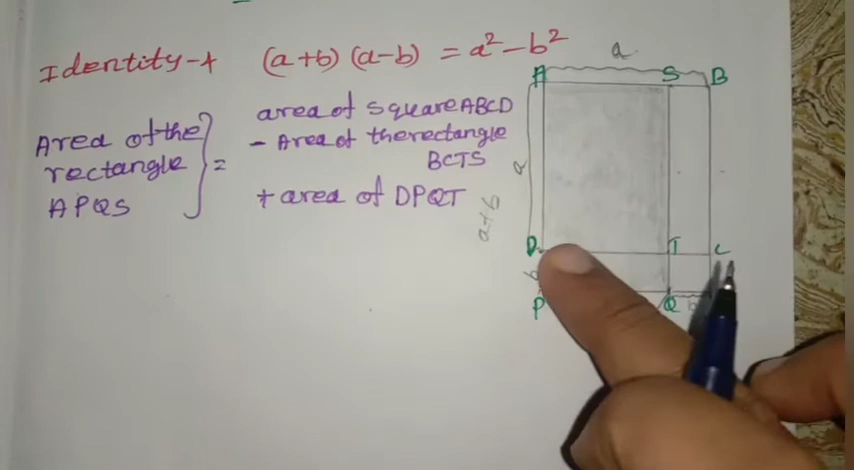 Identity-4 (a+b) (a-b) = a²-b²
Area of the rectangle APQS } =
area of square ABCD
- Area of the rectangle
BCTS
+ area of DPQT
a
A S B
a
a+b
D T C
b
P Q b